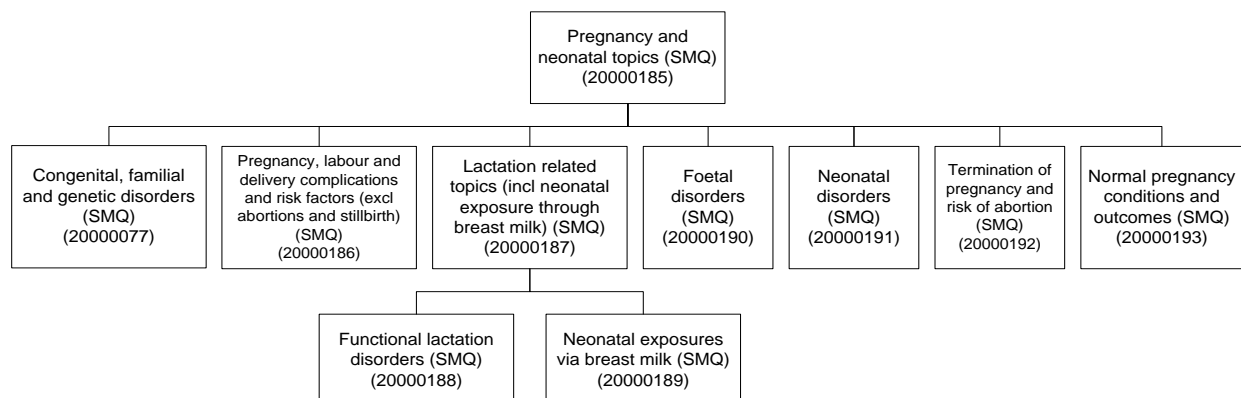 Pregnancy and
neonatal topics (SMQ)
(20000185)
Congenital, familial
and genetic disorders
(SMQ)
(20000077)
Pregnancy, labour and
delivery complications
and risk factors (excl
abortions and stillbirth)
(SMQ)
(20000186)
Lactation related
topics (incl neonatal
exposure through
breast milk) (SMQ)
(20000187)
Foetal
disorders
(SMQ)
(20000190)
Neonatal
disorders
(SMQ)
(20000191)
Termination of
pregnancy and
risk of abortion
(SMQ)
(20000192)
Normal pregnancy
conditions and
outcomes (SMQ)
(20000193)
Functional lactation
disorders (SMQ)
(20000188)
Neonatal exposures
via breast milk (SMQ)
(20000189)